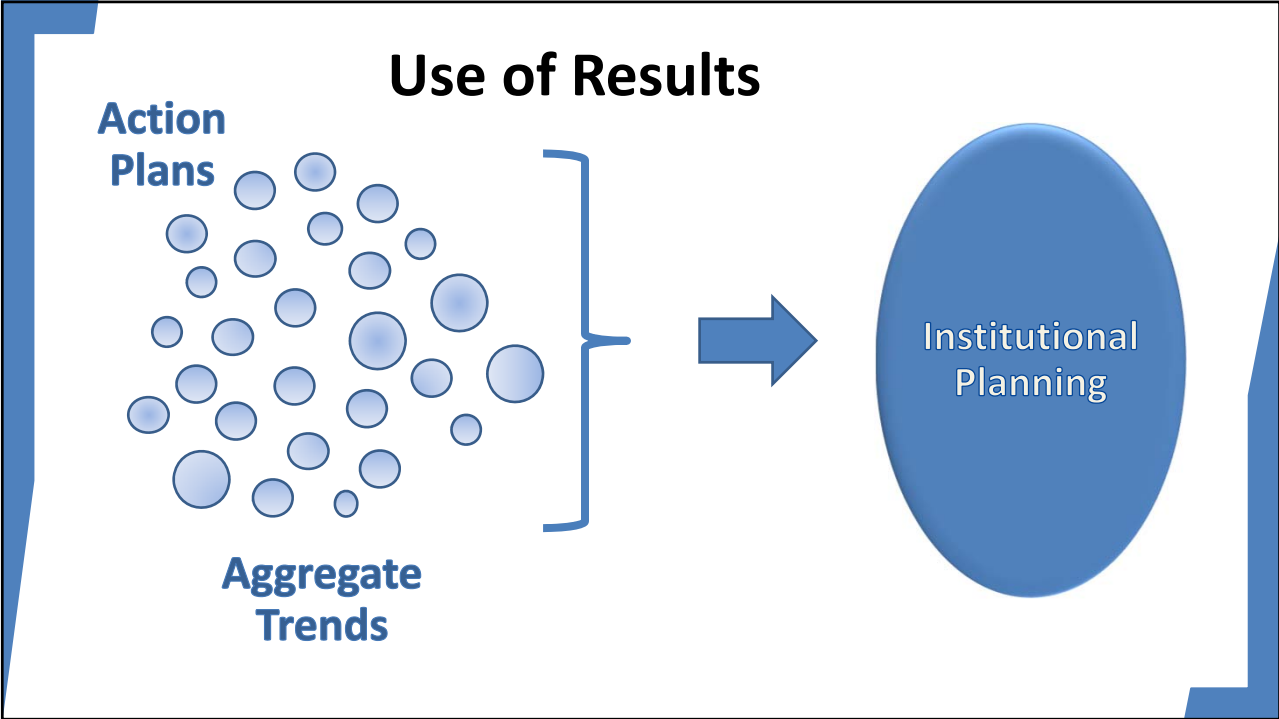 Use of Results
Action
Plans
Institutional
Planning
Aggregate
Trends